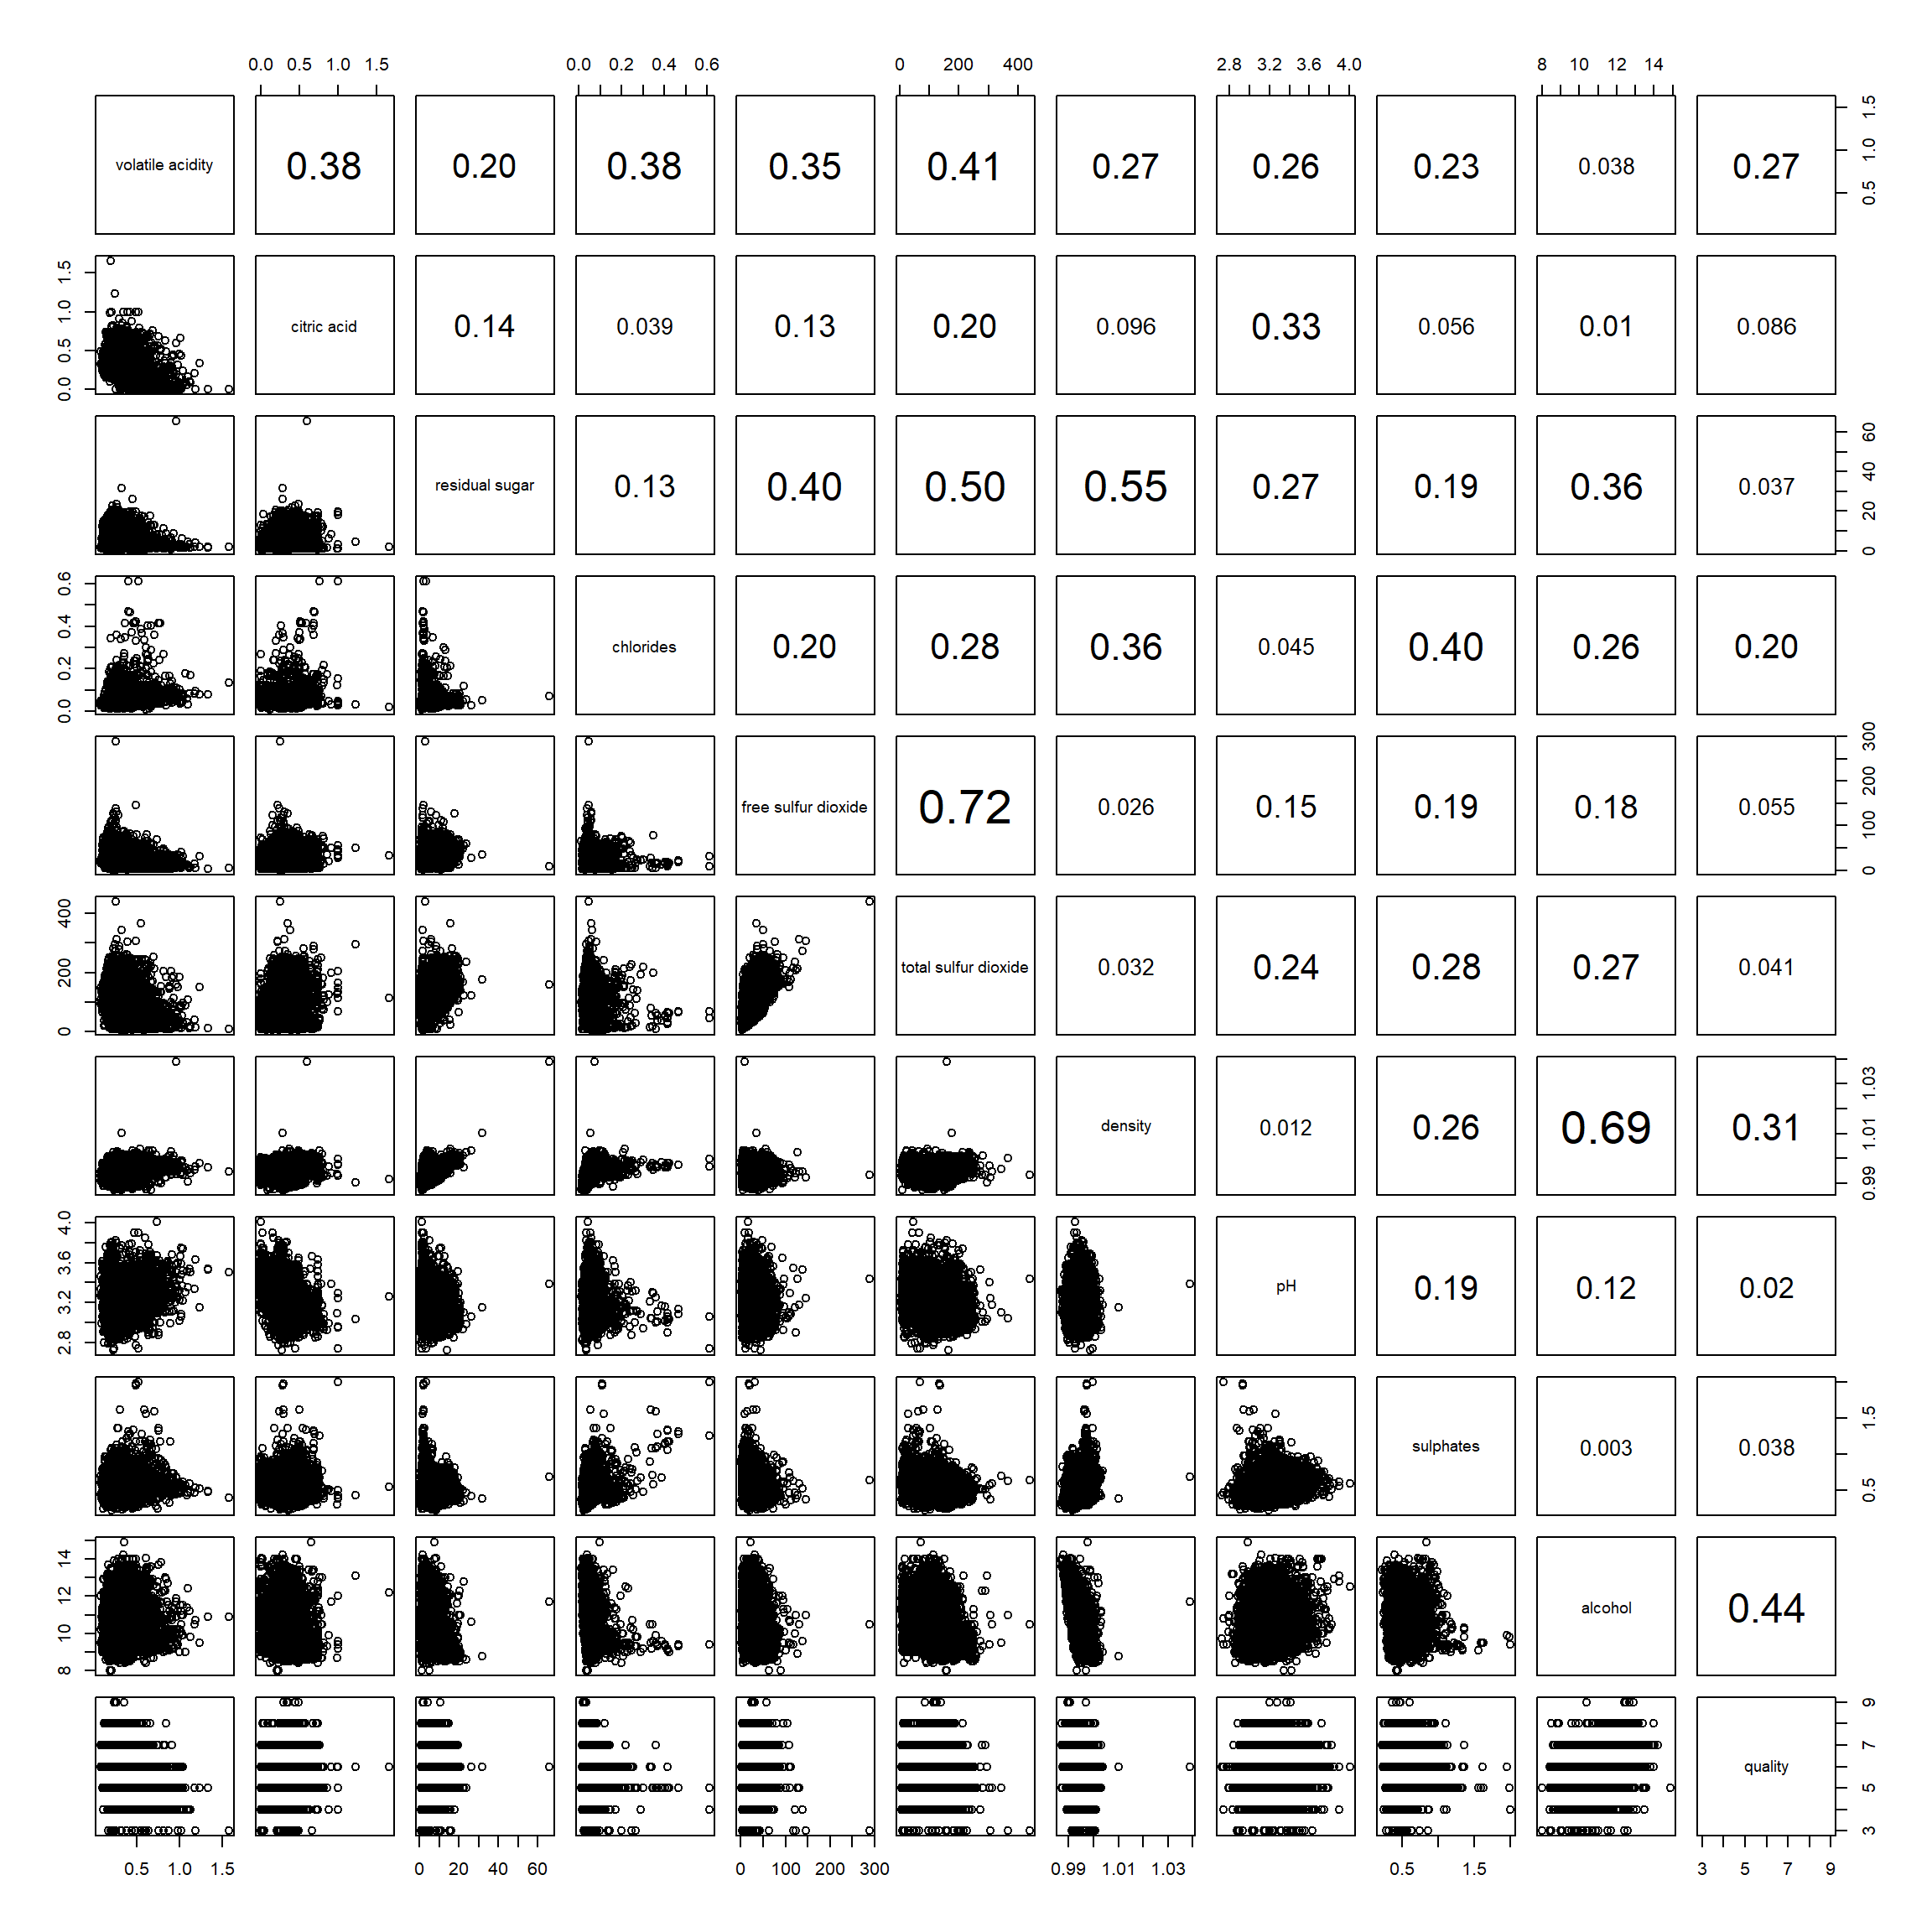 0.0 0.5 1.0 1.5 0.0 0.2 0.4 0.6 0 200 400 2.8 3.2 3.6 4.0 8 10 12 14
volatile acidity 0.38 0.20 0.38 0.35 0.41 0.27 0.26 0.23 0.038 0.27 0.5 1.0 1.5
0.0 0.5 1.0 1.5 citric acid 0.14 0.039 0.13 0.20 0.096 0.33 0.056 0.01 0.086
residual sugar 0.13 0.40 0.50 0.55 0.27 0.19 0.36 0.037 0 20 40 60
0.0 0.2 0.4 0.6 chlorides 0.20 0.28 0.36 0.045 0.40 0.26 0.20
free sulfur dioxide 0.72 0.026 0.15 0.19 0.18 0.055 0 100 200 300
0 200 400 total sulfur dioxide 0.032 0.24 0.28 0.27 0.041
density 0.012 0.26 0.69 0.31 0.99 1.01 1.03
2.8 3.2 3.6 4.0 pH 0.19 0.12 0.02
sulphates 0.003 0.038 0.5 1.5
8 10 12 14 alcohol 0.44
quality 3 5 7 9
0.5 1.0 1.5 0 20 40 60 0 100 200 300 0.99 1.01 1.03 0.5 1.5 3 5 7 9